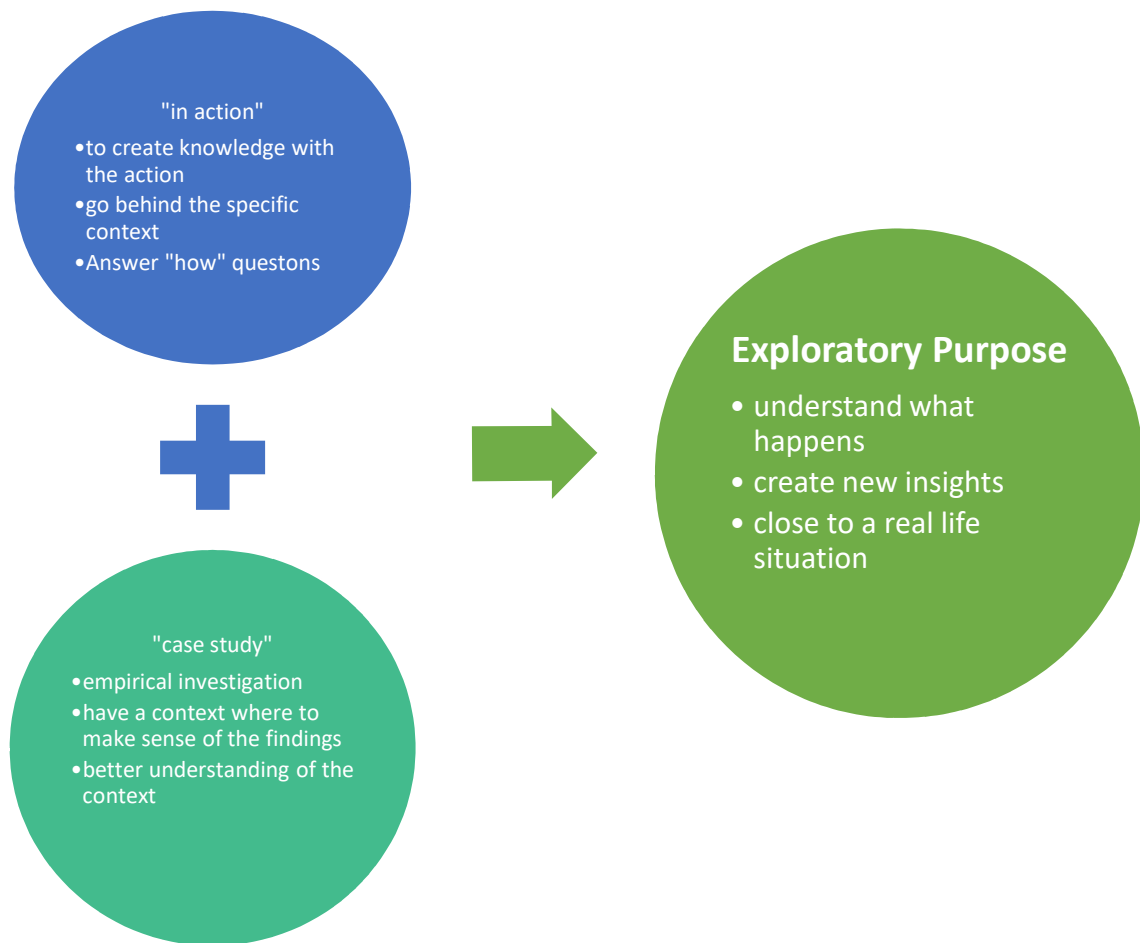 "in action"
•to create knowledge with
the action
•go behind the specific
context
•Answer "how" questons
"case study"
•empirical investigation
•have a context where to
make sense of the findings
•better understanding of the
context
Exploratory Purpose
• understand what
happens
• create new insights
• close to a real life
situation